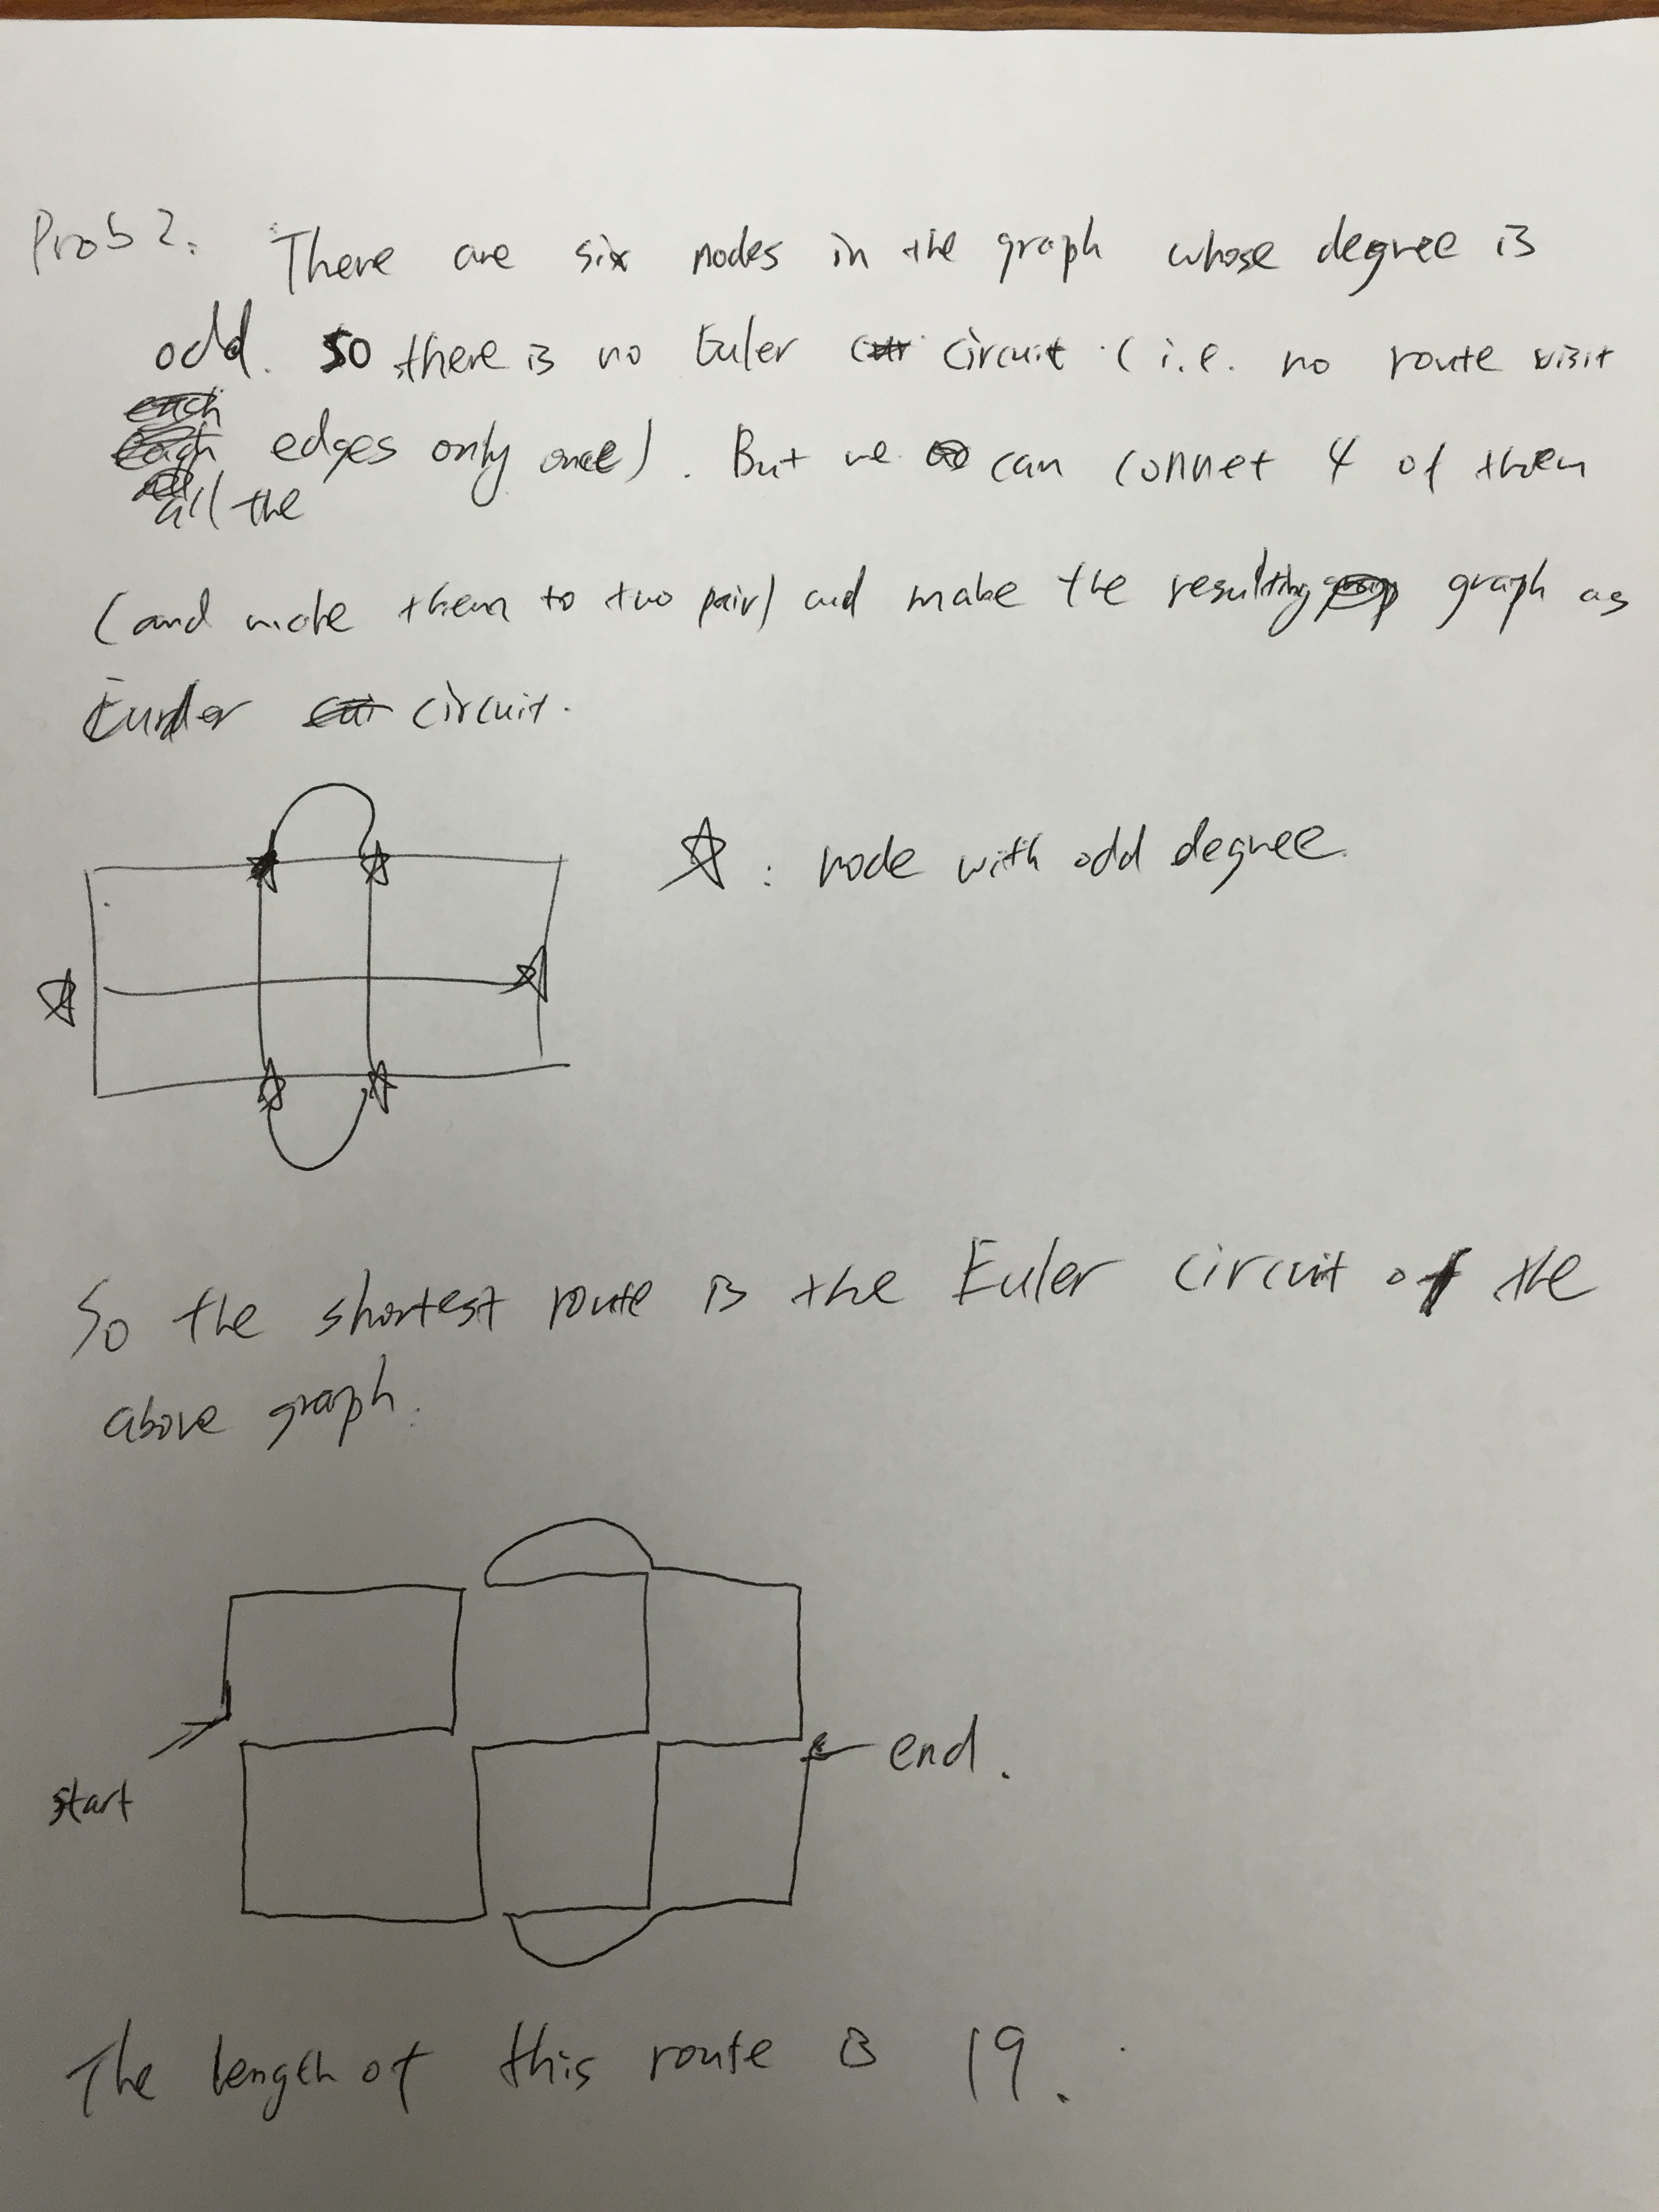 Prob 2. There are six nodes in the graph whose degree is
odd. so there is no Euler circuit (i.e. no route visit
all the edges only once). But we can connet 4 of them
(and make them to two pair) and make the resulting graph as
circuit.
☆ : node with odd degree.
So the shortest route is the Euler circuit of the
above graph.
start
end.
The length of this route is 19.